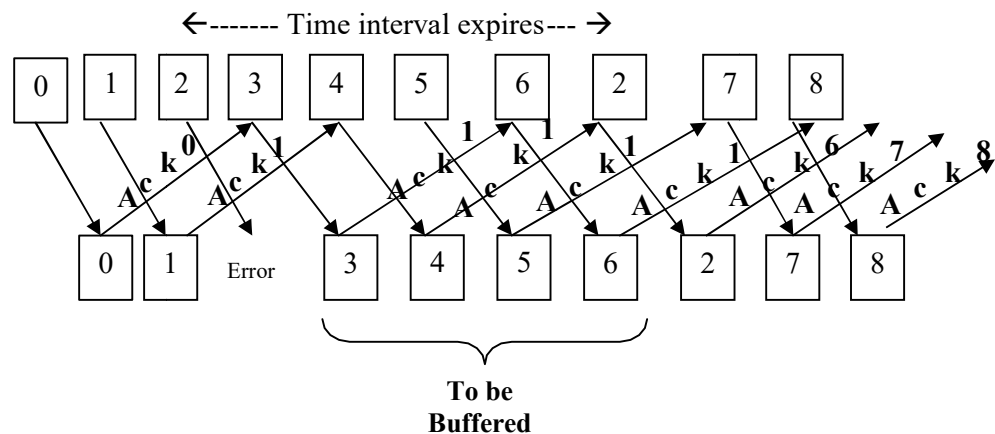 ←------- Time interval expires----→
0 1 2 3 4 5 6 2 7 8
Ack0 Ack1 Ack1 Ack1 Ack1 Ack1 Ack6 Ack7 Ack8
0 1 Error 3 4 5 6 2 7 8
To be
Buffered